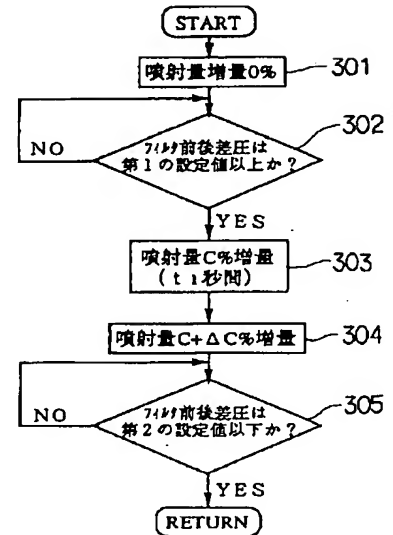 START
噴射量増量0%
301
フィルタ前後差圧は
第1の設定値以上か?
302
NO
YES
噴射量C%増量
(t1秒間)
303
噴射量C+ΔC%増量
304
フィルタ前後差圧は
第2の設定値以下か?
305
NO
YES
RETURN